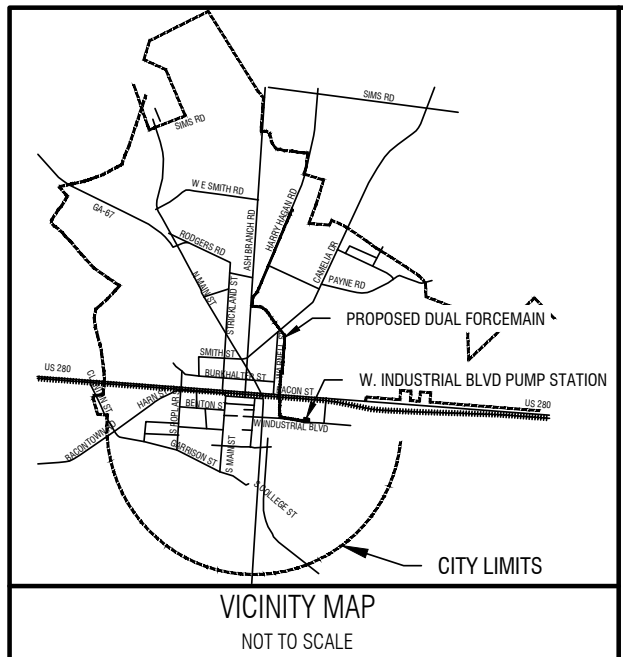 SIMS RD
SIMS RD
W E SMITH RD
GA-67
RODGERS RD
ASH BRANCH RD
HARRY HAGAN RD
CAMELIA DR
N MAIN ST
STRICKLAND ST
PAYNE RD
PROPOSED DUAL FORCEMAIN
SMITH ST
BURKHALTER ST
US 280
W. INDUSTRIAL BLVD PUMP STATION
BACON ST
US 280
HARN ST
BENTON ST
S POPLAR ST
W INDUSTRIAL BLVD
BACONTOWN
GARRISON ST
S MAIN ST
S COLLEGE ST
CITY LIMITS
VICINITY MAP
NOT TO SCALE